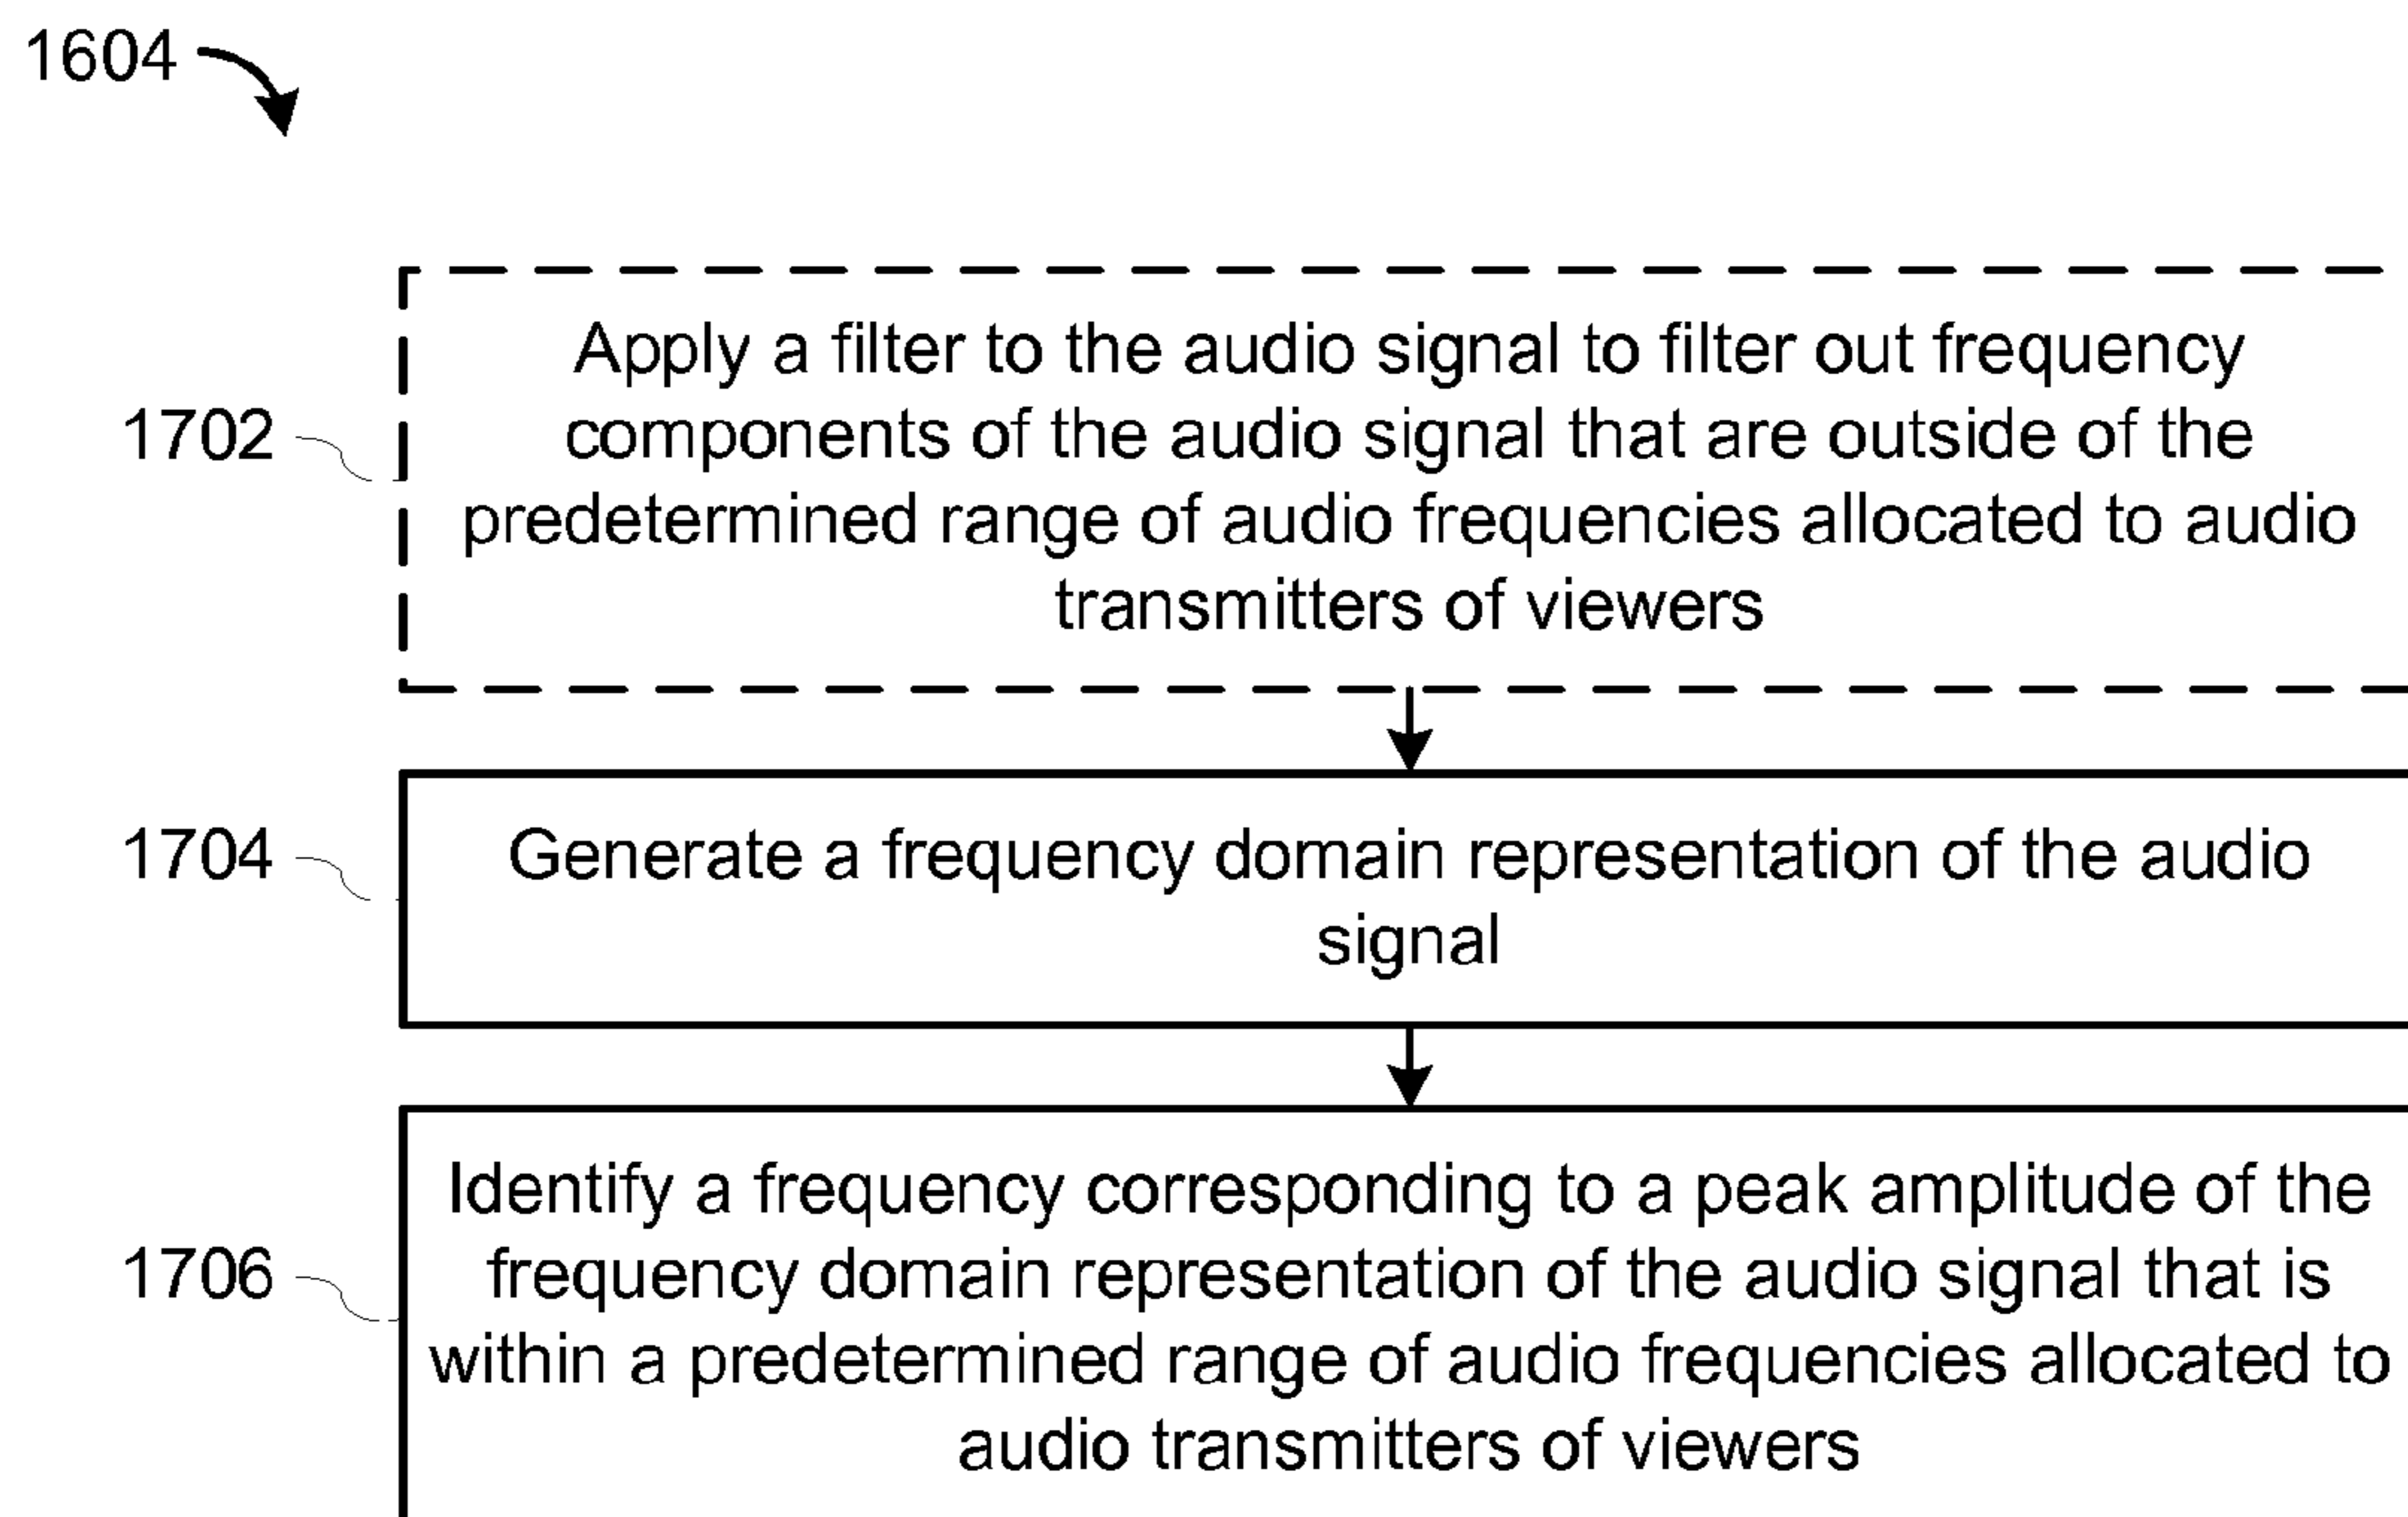 1604
Apply a filter to the audio signal to filter out frequency
components of the audio signal that are outside of the
1702
predetermined range of audio frequencies allocated to audio
transmitters of viewers
1704
Generate a frequency domain representation of the audio
signal
Identify a frequency corresponding to a peak amplitude of the
1706
frequency domain representation of the audio signal that is
within a predetermined range of audio frequencies allocated to
audio transmitters of viewers